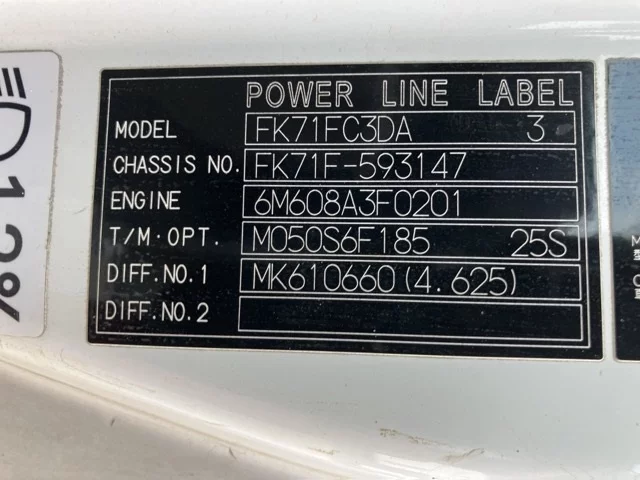 POWER LINE LABEL
MODEL FK71FC3DA 3
CHASSIS NO. FK71F-593147
ENGINE 6M608A3F0201
T/M·OPT. M050S6F185 25S
DIFF.NO.1 MK610660(4.625)
DIFF.NO.2